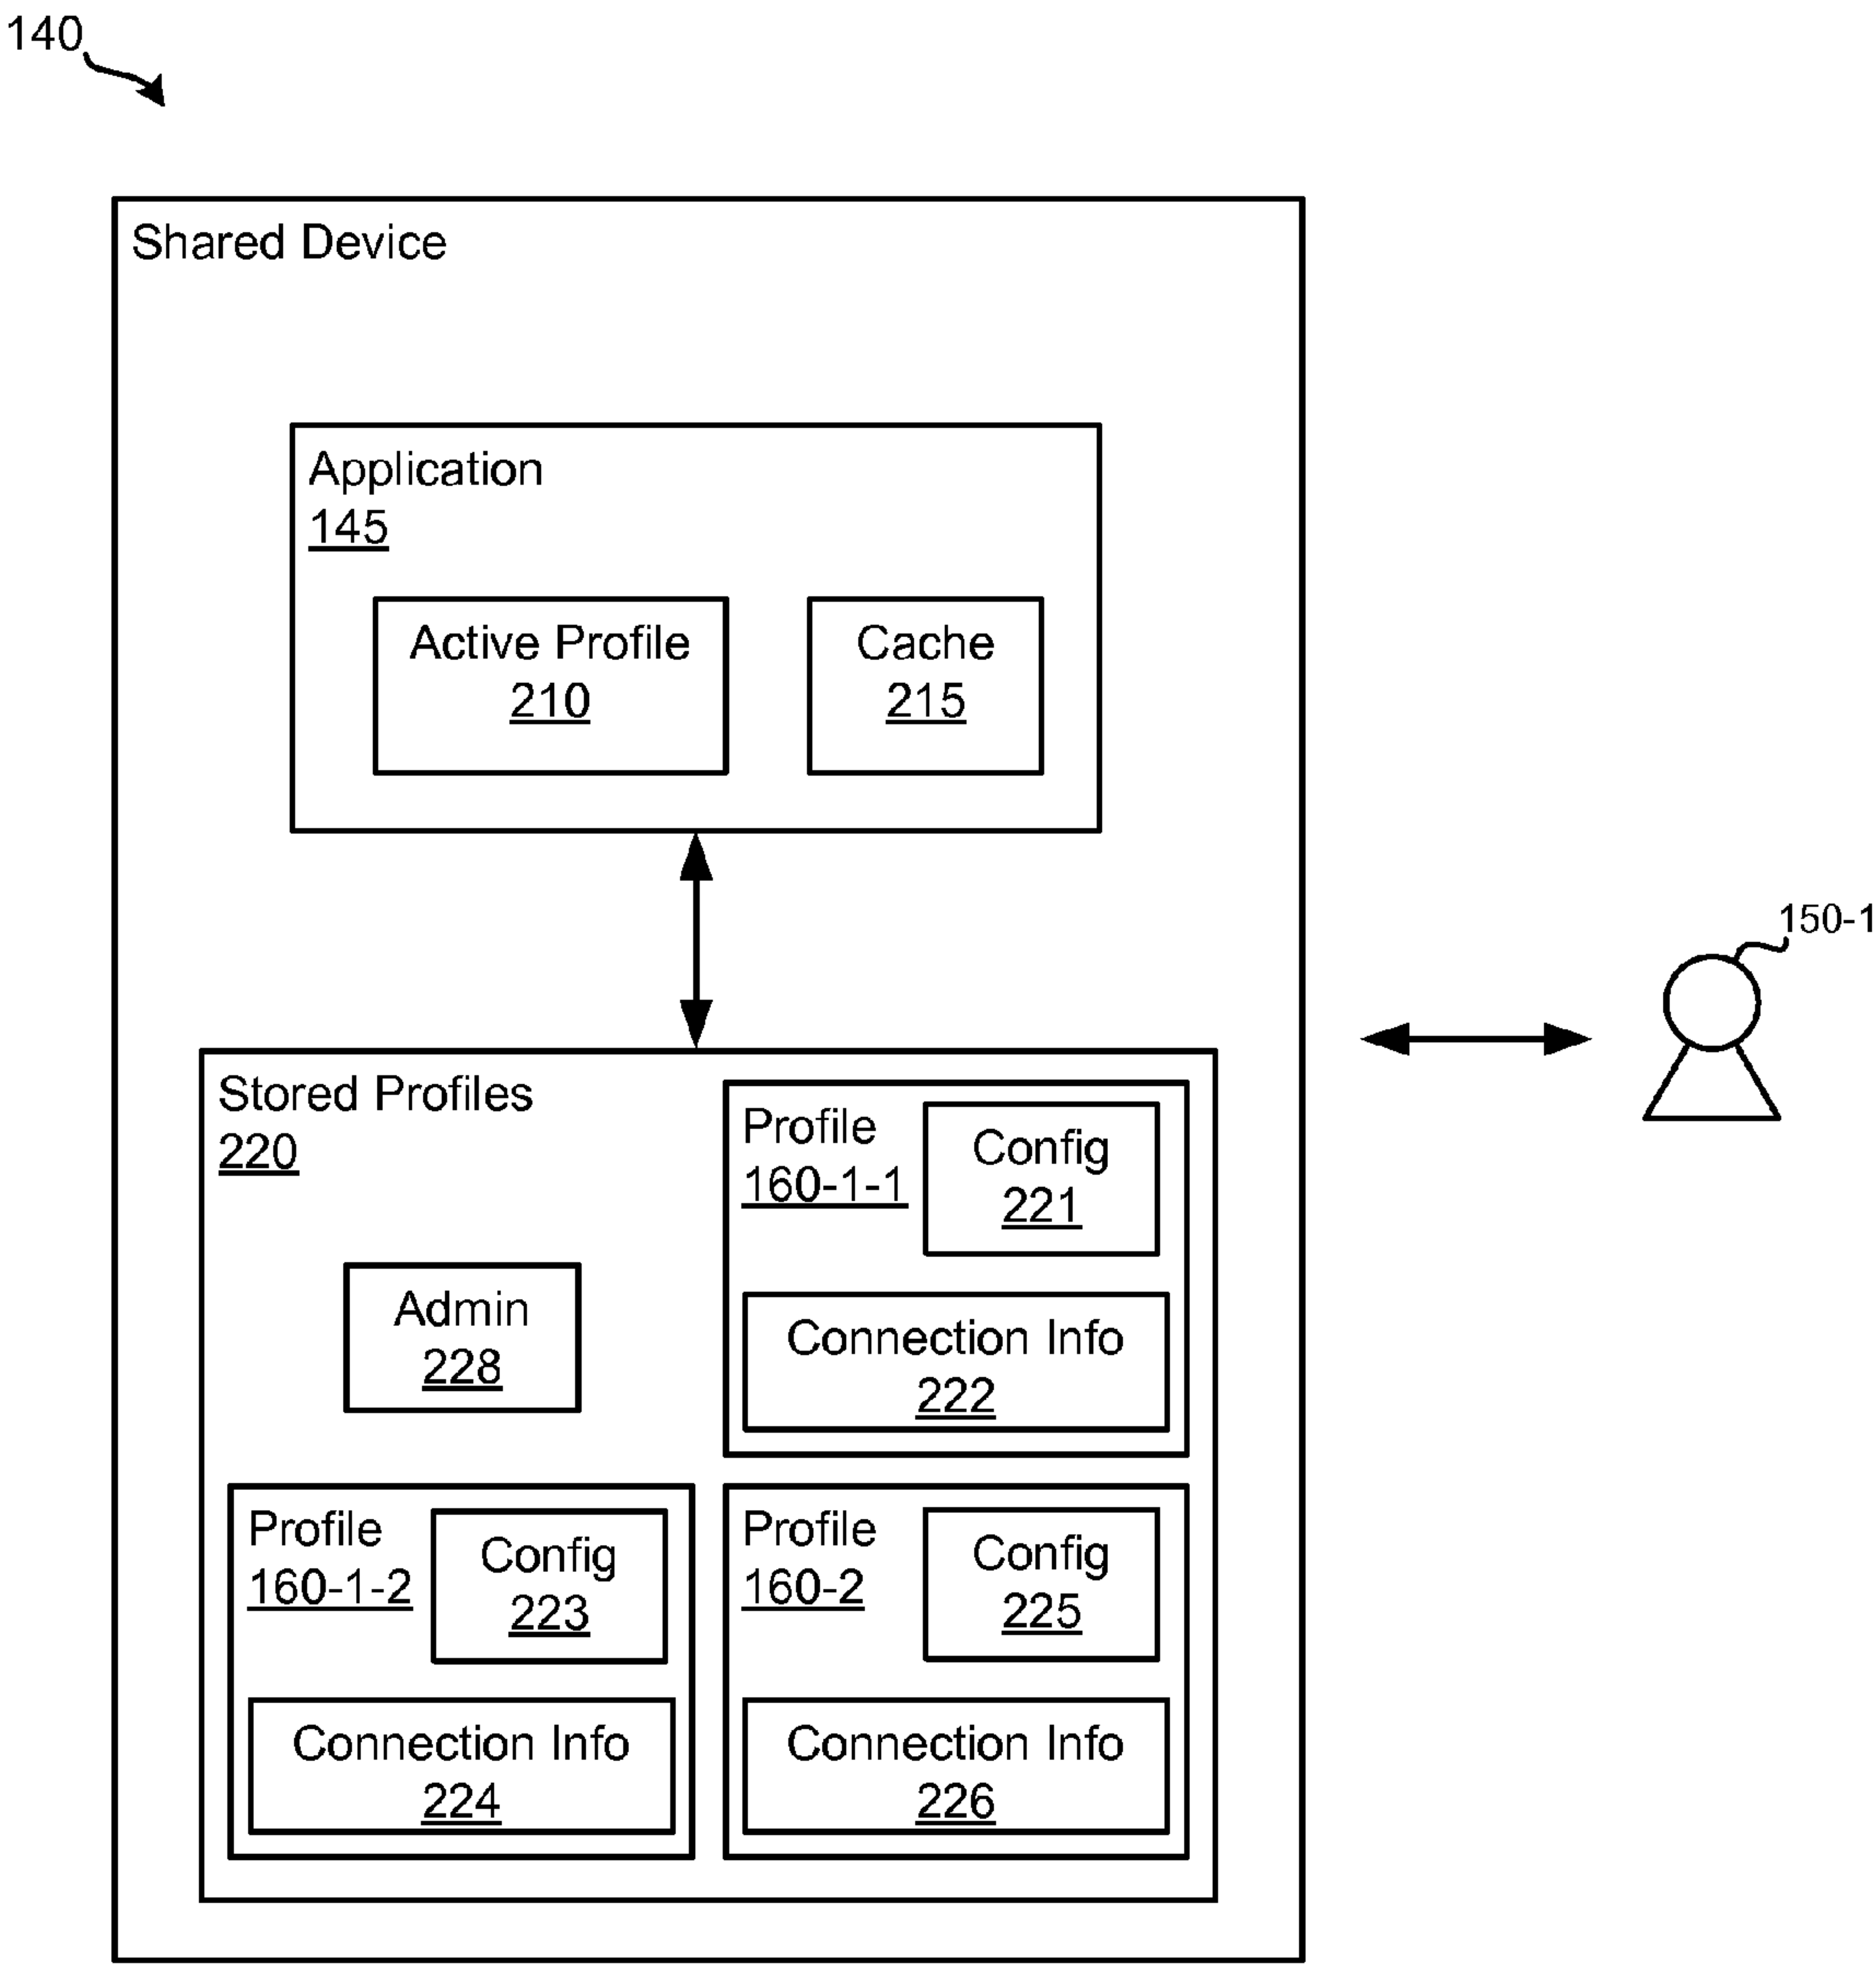 140
Shared Device
Application
145
Active Profile
210
Cache
215
150-1
Stored Profiles
220
Profile
160-1-1
Config
221
Connection Info
222
Admin
228
Profile
160-1-2
Config
223
Connection Info
224
Profile
160-2
Config
225
Connection Info
226